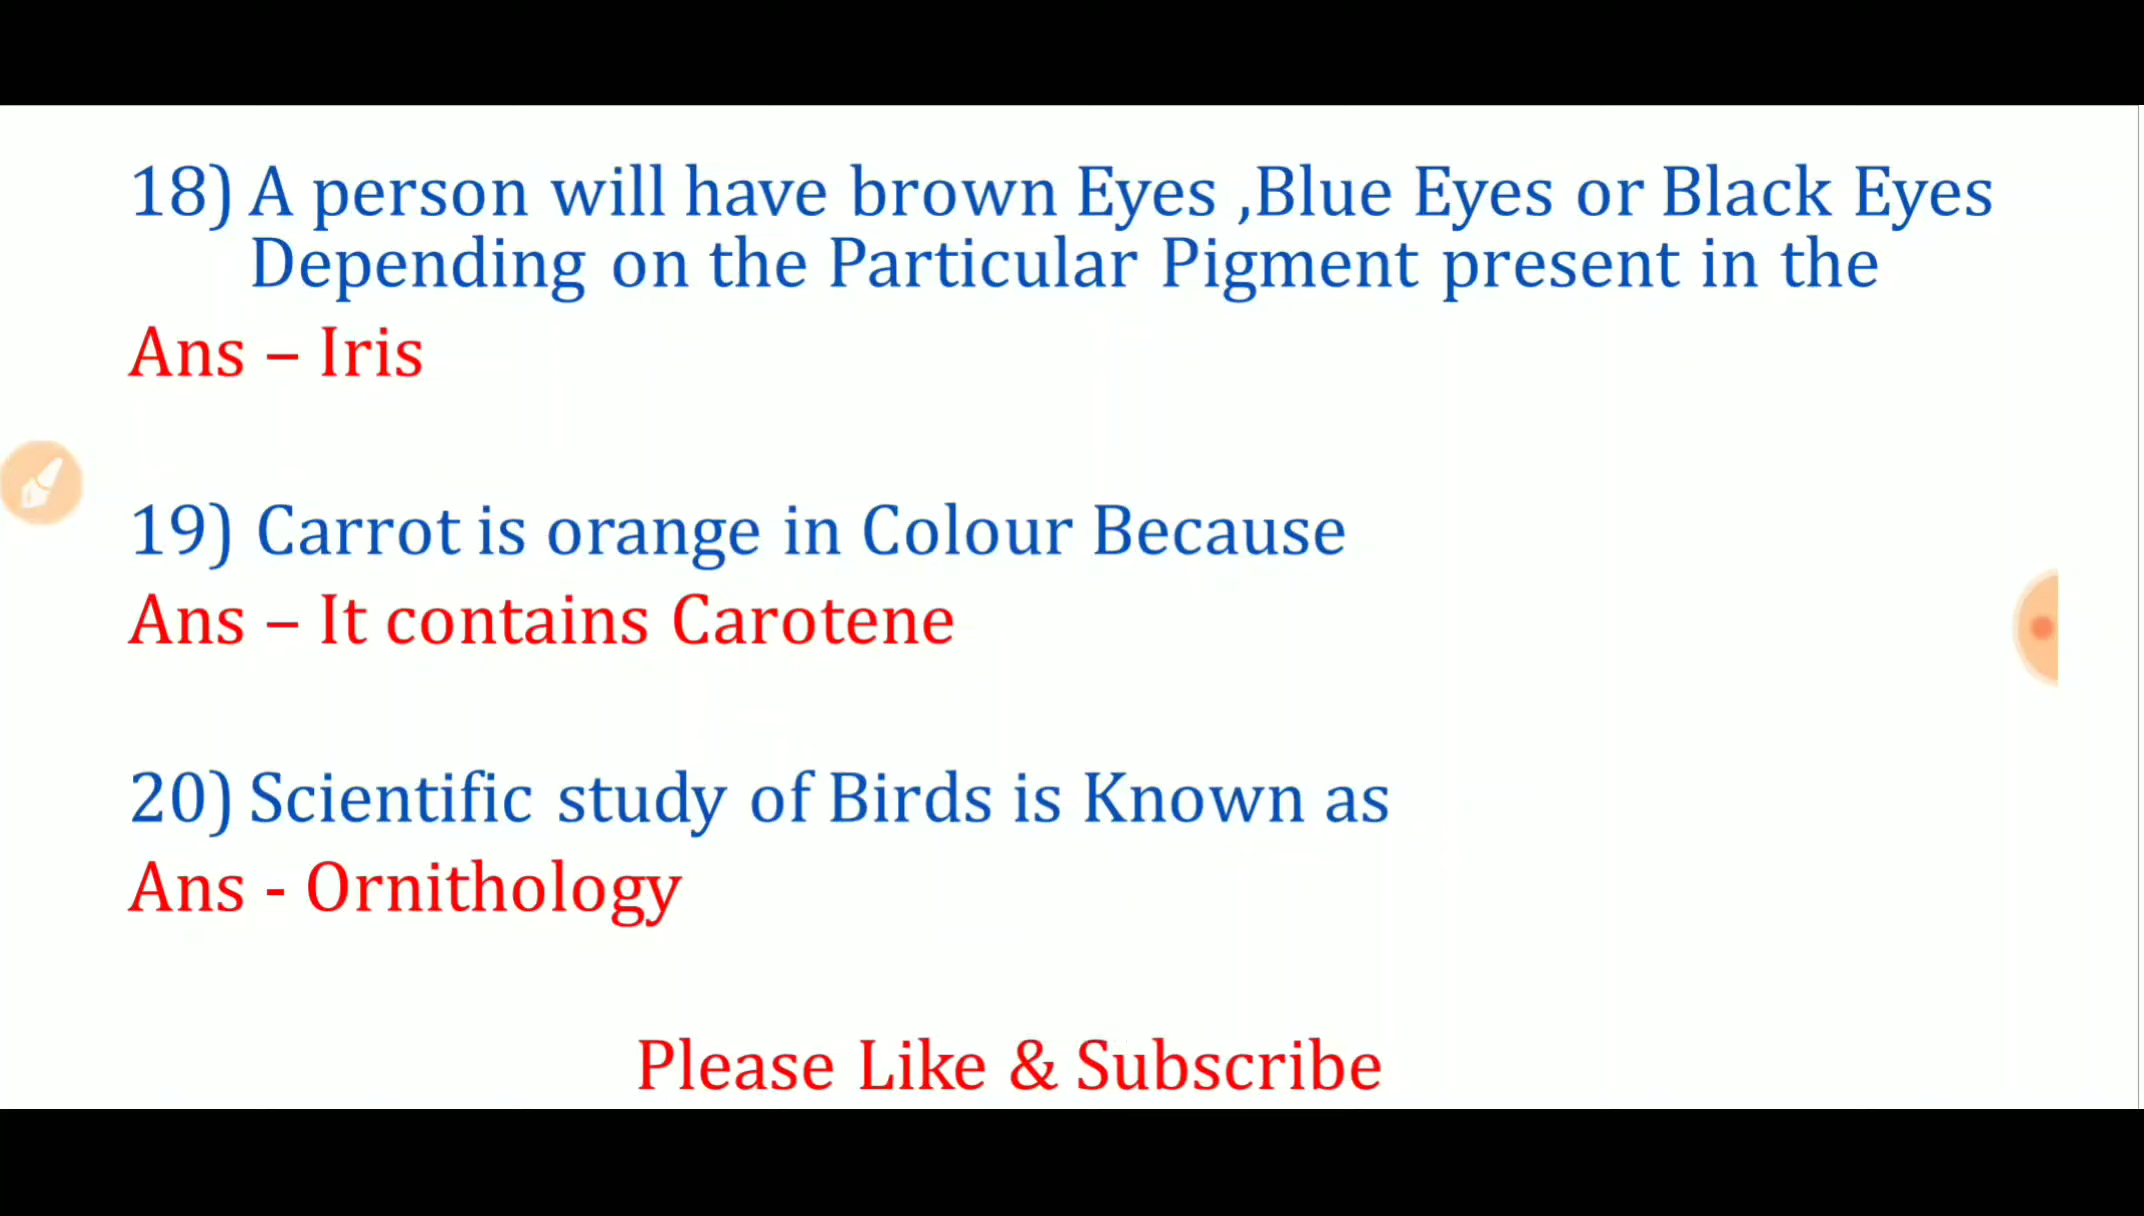 18) A person will have brown Eyes ,Blue Eyes or Black Eyes
Depending on the Particular Pigment present in the
Ans – Iris
19) Carrot is orange in Colour Because
Ans – It contains Carotene
20) Scientific study of Birds is Known as
Ans - Ornithology
Please Like & Subscribe